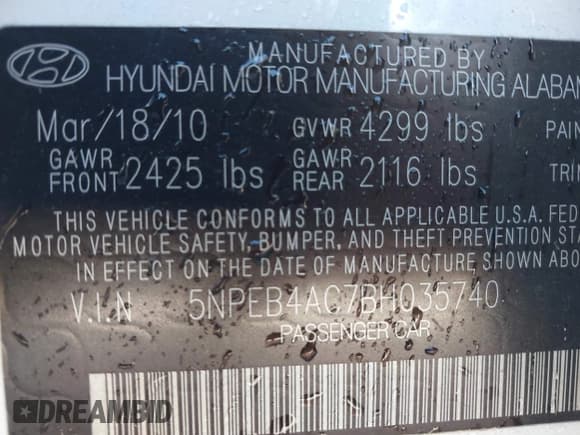 MANUFACTURED BY
HYUNDAI MOTOR MANUFACTURING ALABAM
Mar/18/10 GVWR 4299 lbs PAIN
GAWR FRONT 2425 lbs GAWR REAR 2116 lbs TRIM
THIS VEHICLE CONFORMS TO ALL APPLICABLE U.S.A. FED
MOTOR VEHICLE SAFETY, BUMPER, AND THEFT PREVENTION STA
IN EFFECT ON THE DATE OF MANUFACTURE SHOWN ABO
V.I.N 5NPEB4AC7BH035740
PASSENGER CAR
DREAMBID